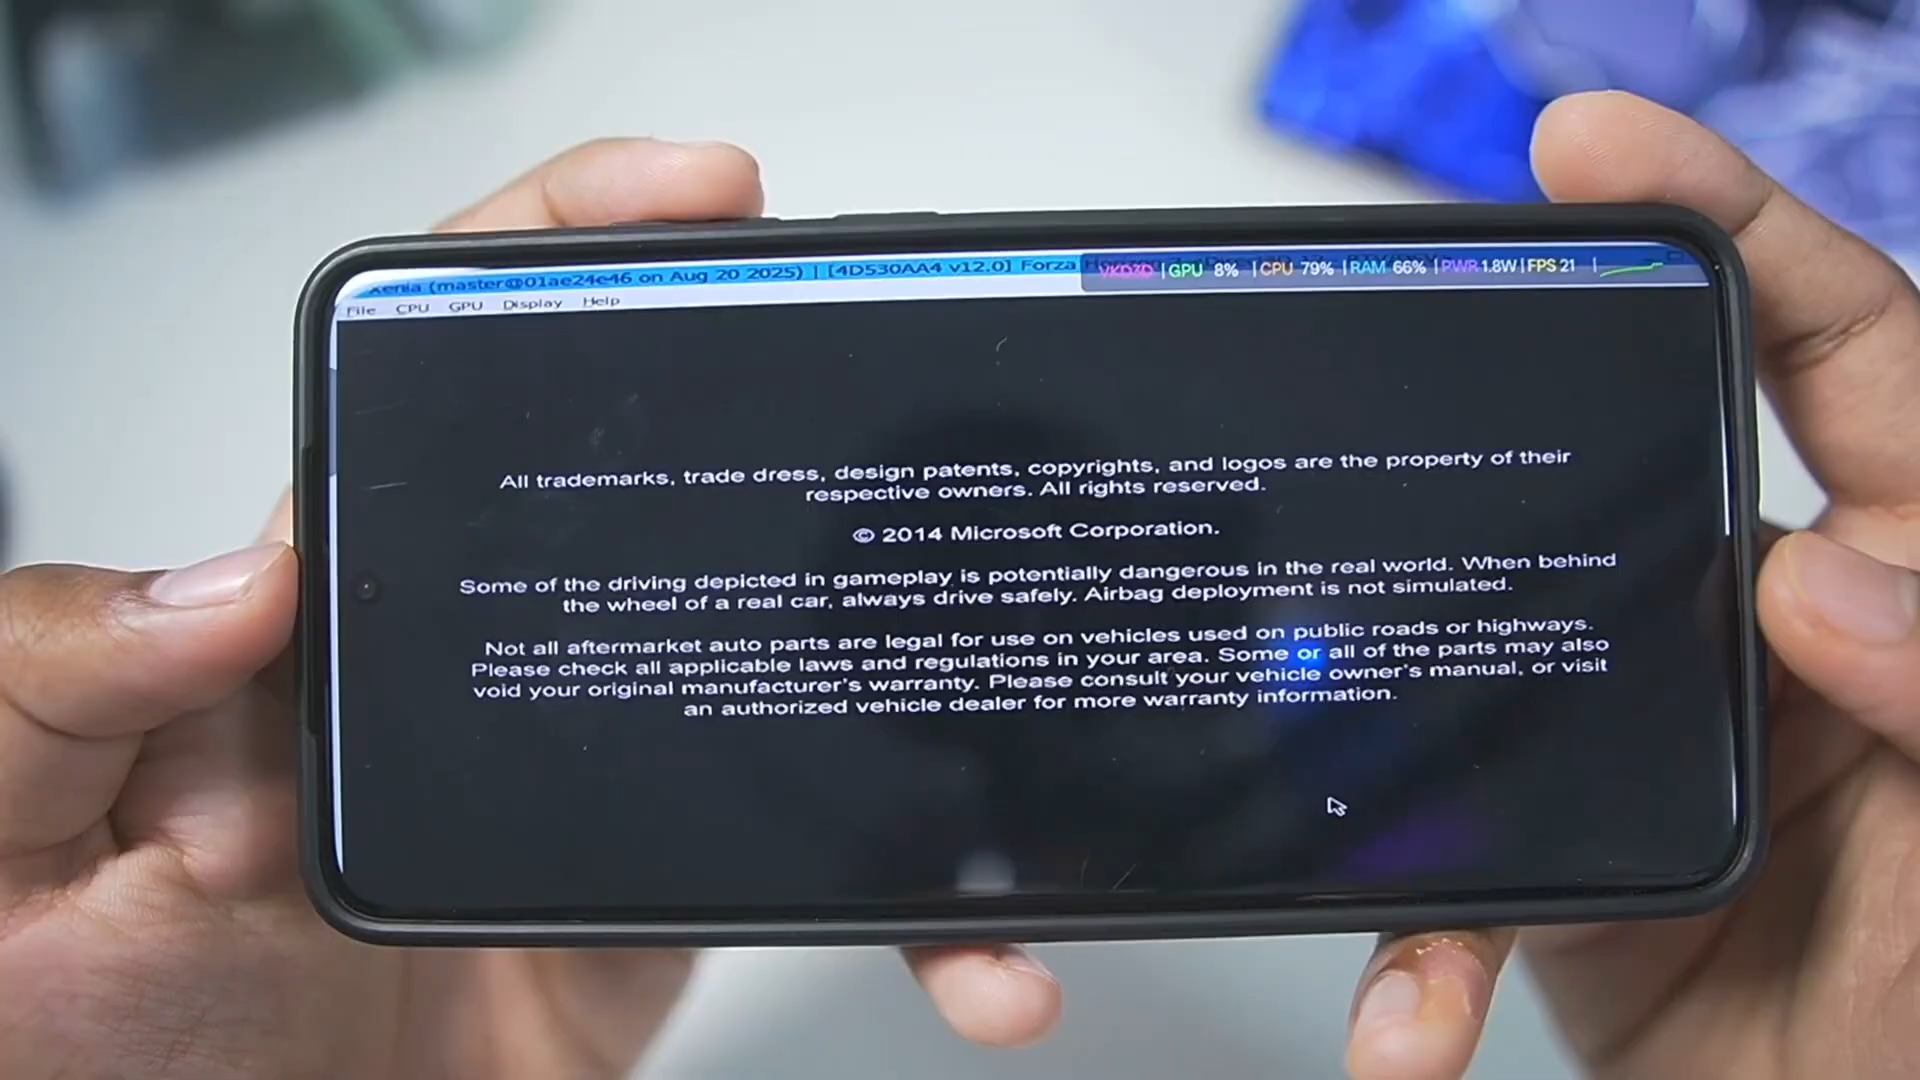 Xenia (master@01ae24e46 on Aug 20 2025) | [4D530AA4 v12.0] Forza
VKD3D | GPU 8% | CPU 79% | RAM 66% | PWR 1.8W | FPS 21
File CPU GPU Display Help
All trademarks, trade dress, design patents, copyrights, and logos are the property of their
respective owners. All rights reserved.
© 2014 Microsoft Corporation.
Some of the driving depicted in gameplay is potentially dangerous in the real world. When behind
the wheel of a real car, always drive safely. Airbag deployment is not simulated.
Not all aftermarket auto parts are legal for use on vehicles used on public roads or highways.
Please check all applicable laws and regulations in your area. Some or all of the parts may also
void your original manufacturer's warranty. Please consult your vehicle owner's manual, or visit
an authorized vehicle dealer for more warranty information.